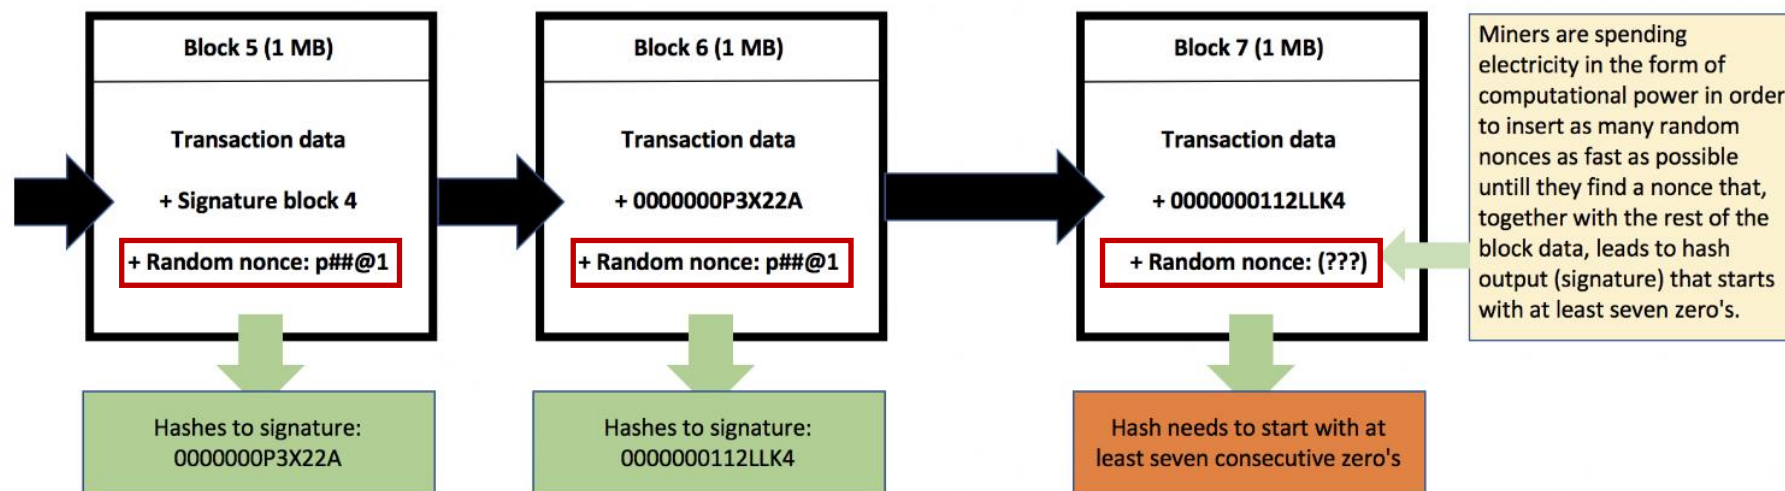 Block 5 (1 MB)
Transaction data
+ Signature block 4
+ Random nonce: p##@1
Hashes to signature:
0000000P3X22A
Block 6 (1 MB)
Transaction data
+ 0000000P3X22A
+ Random nonce: p##@1
Hashes to signature:
0000000112LLK4
Block 7 (1 MB)
Transaction data
+ 0000000112LLK4
+ Random nonce: (???)
Hash needs to start with at
least seven consecutive zero's
Miners are spending
electricity in the form of
computational power in order
to insert as many random
nonces as fast as possible
untill they find a nonce that,
together with the rest of the
block data, leads to hash
output (signature) that starts
with at least seven zero's.